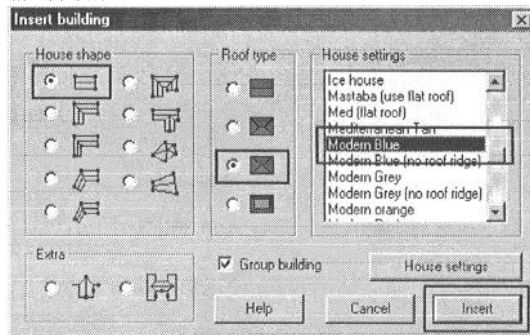 Insert building
House shape
Roof type
House settings
Ice house
Mastaba (use flat roof)
Med (flat roof)
Mediterranean Tan
Modern Blue
Modern Blue (no roof ridge)
Modern Grey
Modern Grey (no roof ridge)
Modern orange
Extra
Group building
House settings
Help
Cancel
Insert